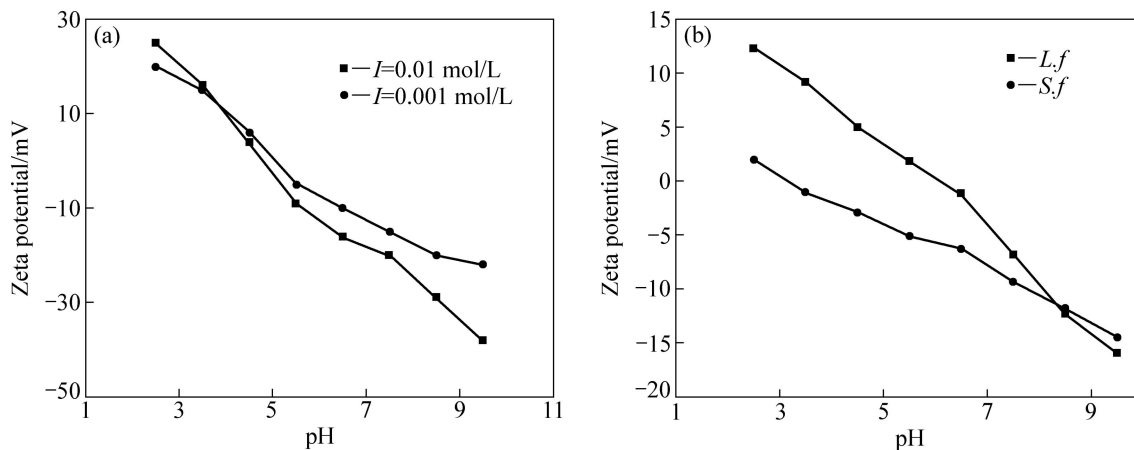 (a)
I=0.01 mol/L
I=0.001 mol/L
Zeta potential/mV
30
10
−10
−30
−50
1 3 5 7 9 11
pH
(b)
L.f
S.f
Zeta potential/mV
15
10
5
0
−5
−10
−15
−20
1 3 5 7 9
pH